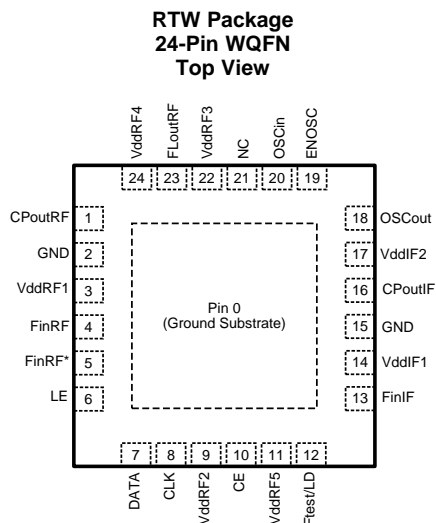 RTW Package
24-Pin WQFN
Top View
VddRF4
FLoutRF
VddRF3
NC
OSCin
ENOSC
24 23 22 21 20 19
CPoutRF 1
GND 2
VddRF1 3
FinRF 4
FinRF* 5
LE 6
Pin 0
(Ground Substrate)
18 OSCout
17 VddIF2
16 CPoutIF
15 GND
14 VddIF1
13 FinIF
7 8 9 10 11 12
DATA
CLK
VddRF2
CE
VddRF5
Ftest/LD